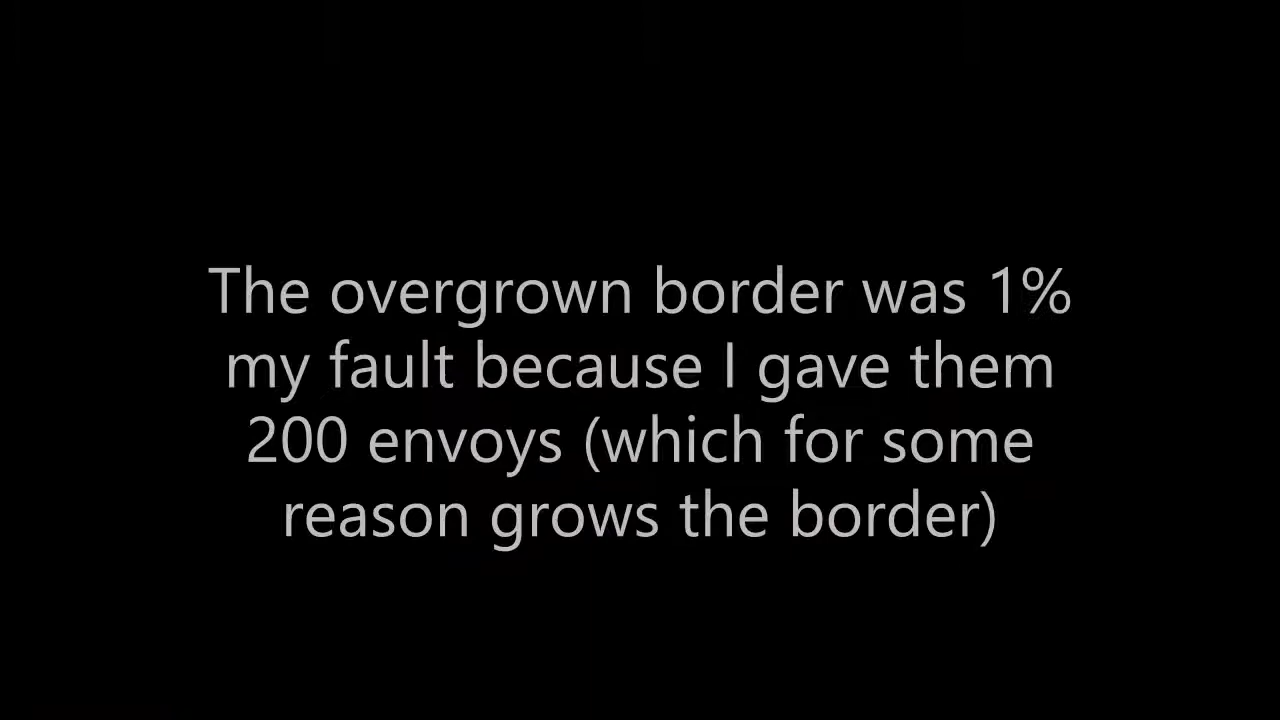 The overgrown border was 1%
my fault because I gave them
200 envoys (which for some
reason grows the border)